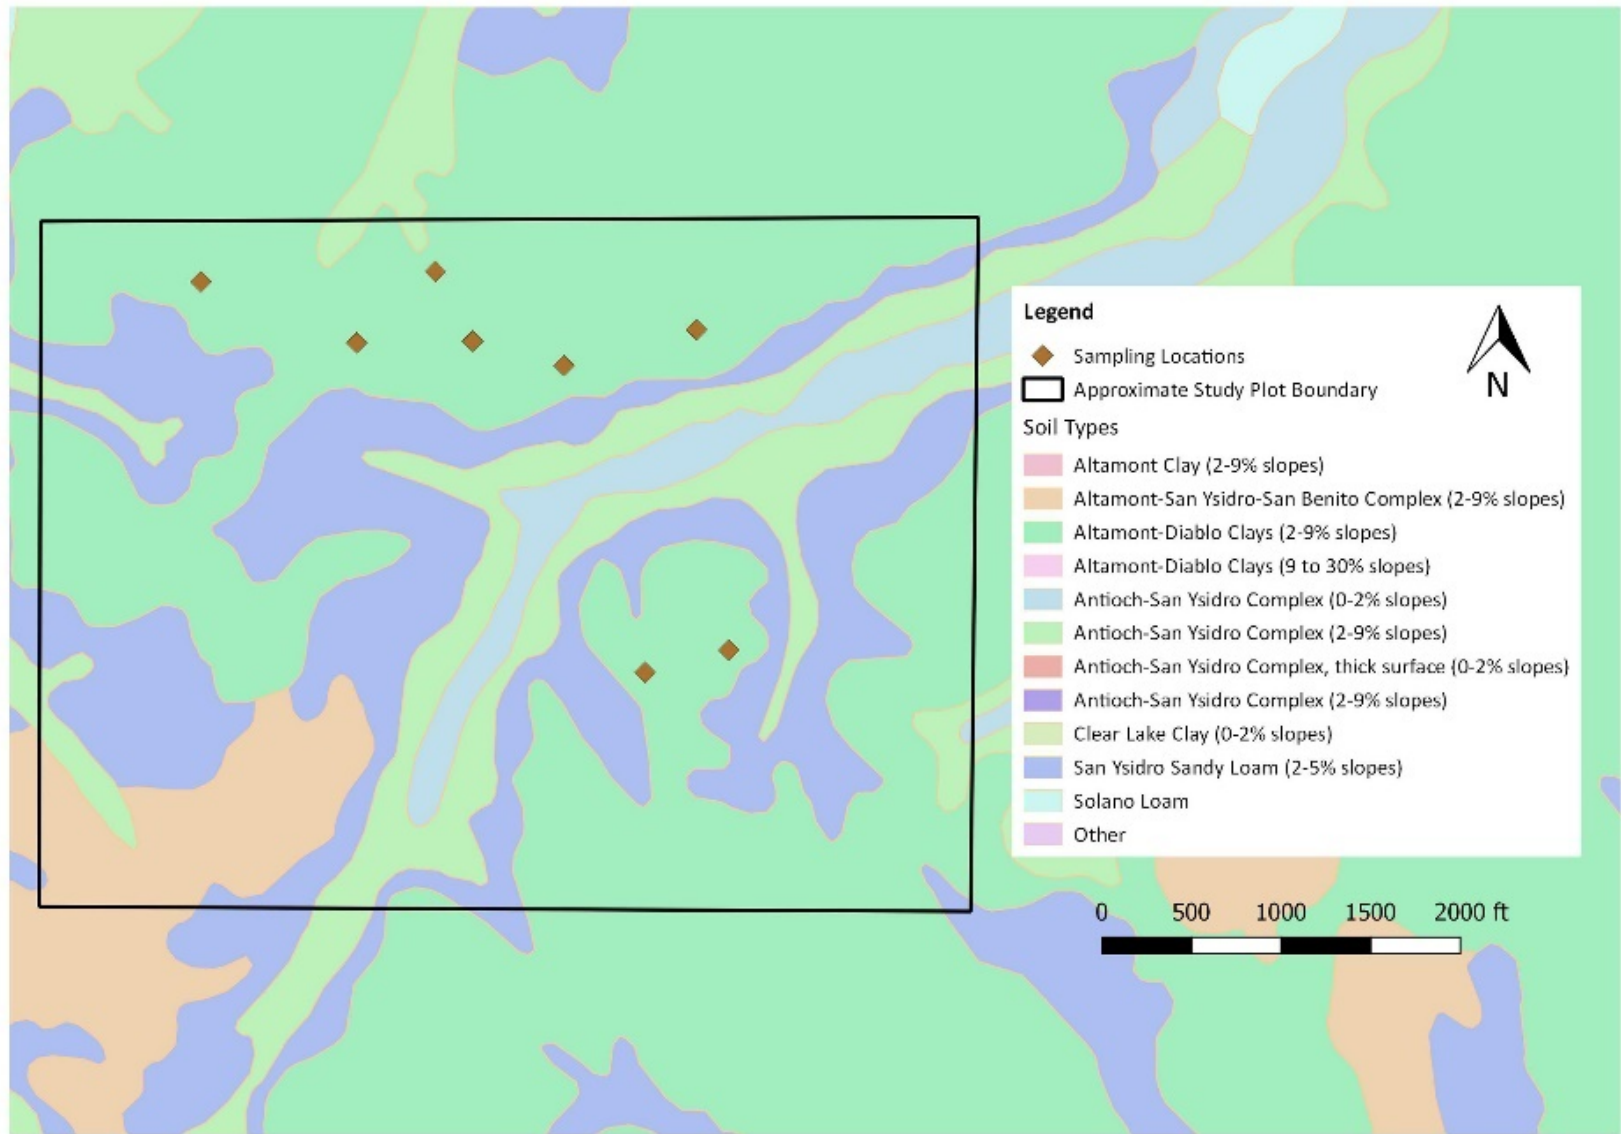 Legend
N
Sampling Locations
Approximate Study Plot Boundary
Soil Types
Altamont Clay (2-9% slopes)
Altamont-San Ysidro-San Benito Complex (2-9% slopes)
Altamont-Diablo Clays (2-9% slopes)
Altamont-Diablo Clays (9 to 30% slopes)
Antioch-San Ysidro Complex (0-2% slopes)
Antioch-San Ysidro Complex (2-9% slopes)
Antioch-San Ysidro Complex, thick surface (0-2% slopes)
Antioch-San Ysidro Complex (2-9% slopes)
Clear Lake Clay (0-2% slopes)
San Ysidro Sandy Loam (2-5% slopes)
Solano Loam
Other
0 500 1000 1500 2000 ft